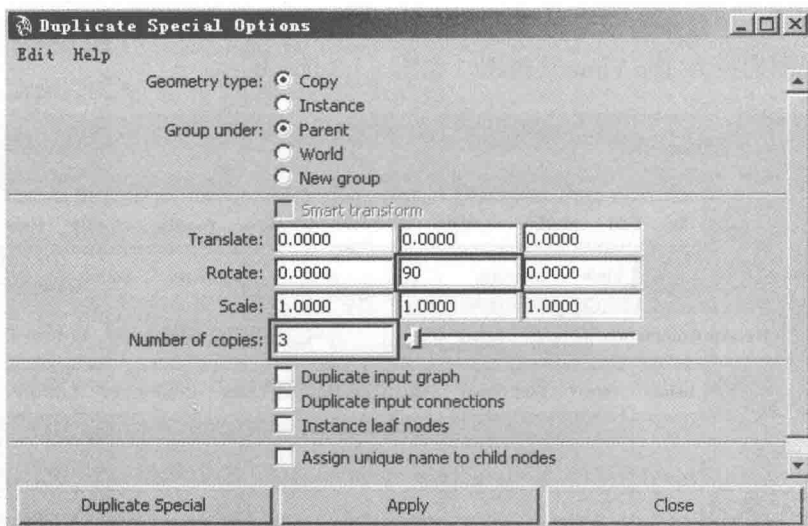 Duplicate Special Options
Edit Help
Geometry type: Copy
Instance
Group under: Parent
World
New group
Smart transform
Translate: 0.0000 0.0000 0.0000
Rotate: 0.0000 90 0.0000
Scale: 1.0000 1.0000 1.0000
Number of copies: 3
Duplicate input graph
Duplicate input connections
Instance leaf nodes
Assign unique name to child nodes
Duplicate Special Apply Close